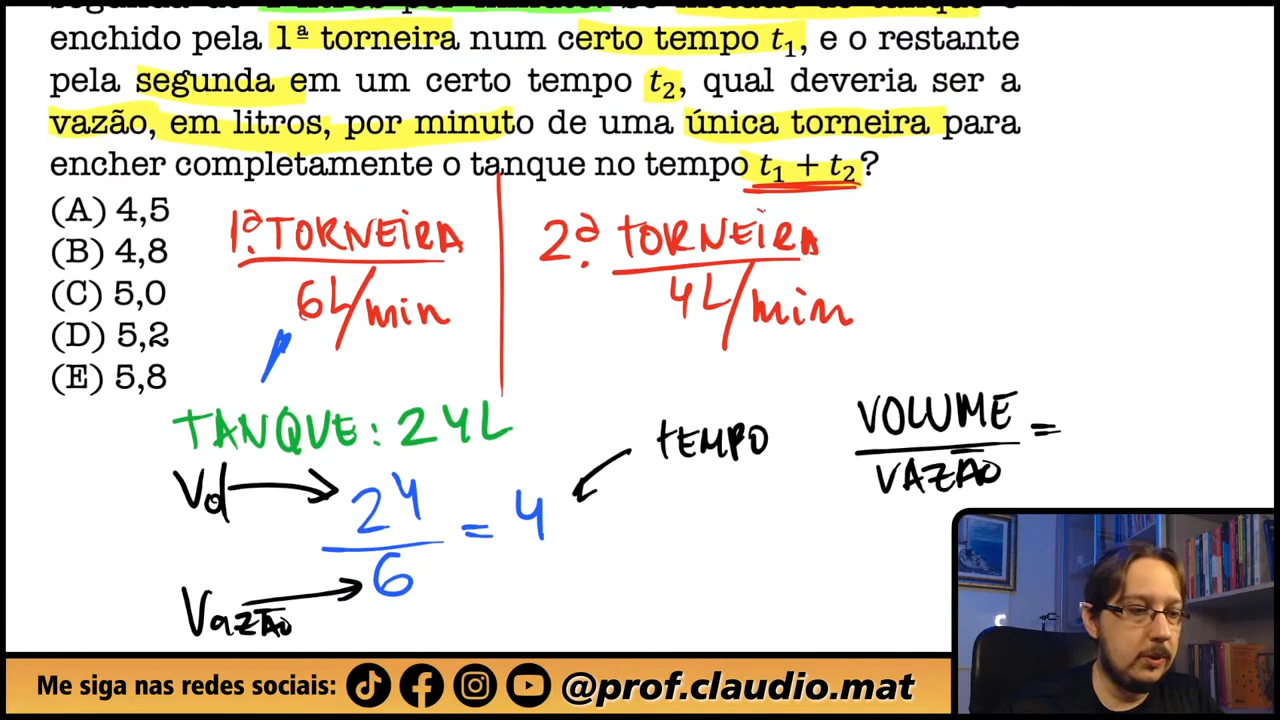 enchido pela 1ª torneira num certo tempo t₁, e o restante
pela segunda em um certo tempo t₂, qual deveria ser a
vazão, em litros, por minuto de uma única torneira para
encher completamente o tanque no tempo t₁ + t₂?
(A) 4,5
(B) 4,8
(C) 5,0
(D) 5,2
(E) 5,8
1ª TORNEIRA
6L/min
2ª TORNEIRA
4L/min
TANQUE: 24L
Vol
24
6
= 4
Vazão
TEMPO
VOLUME
VAZÃO
=
Me siga nas redes sociais: @prof.claudio.mat